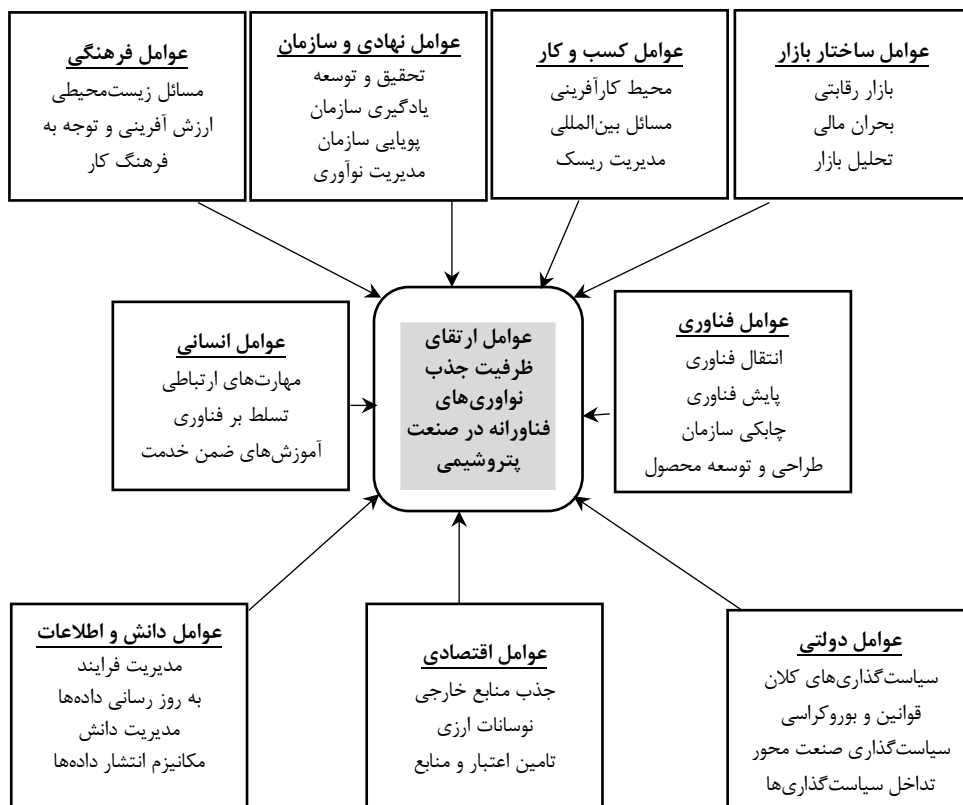 عوامل ساختار بازار
بازار رقابتی
بحران مالی
تحلیل بازار
عوامل کسب و کار
محیط کارآفرینی
مسائل بین‌المللی
مدیریت ریسک
عوامل نهادی و سازمان
تحقیق و توسعه
یادگیری سازمان
پویایی سازمان
مدیریت نوآوری
عوامل فرهنگی
مسائل زیست‌محیطی
ارزش آفرینی و توجه به
فرهنگ کار
عوامل فناوری
انتقال فناوری
پایش فناوری
چابکی سازمان
طراحی و توسعه محصول
عوامل ارتقای
ظرفیت جذب
نواوری‌های
فناورانه در صنعت
پتروشیمی
عوامل انسانی
مهارت‌های ارتباطی
تسلط بر فناوری
آموزش‌های ضمن خدمت
عوامل دولتی
سیاست‌گذاری‌های کلان
قوانین و بوروکراسی
سیاست‌گذاری صنعت محور
تداخل سیاست‌گذاری‌ها
عوامل اقتصادی
جذب منابع خارجی
نوسانات ارزی
تامین اعتبار و منابع
عوامل دانش و اطلاعات
مدیریت فرایند
به روز رسانی داده‌ها
مدیریت دانش
مکانیزم انتشار داده‌ها